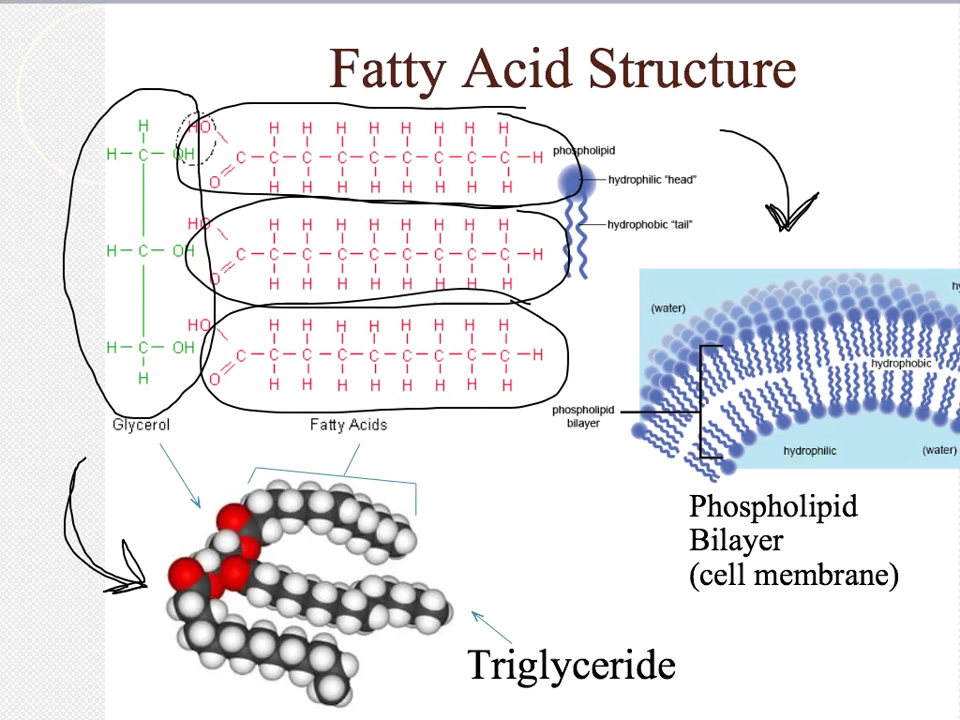 Fatty Acid Structure
H
H – C – OH
H – C – OH
H – C – OH
H
HO
H H H H H H H H
C – C – C – C – C – C – C – C – C – H
O
H H H H H H H H
HO
H H H H H H H H
C – C – C – C – C – C – C – C – C – H
O
H H H H H H H H
HO
H H H H H H H H
C – C – C – C – C – C – C – C – C – H
O
H H H H H H H H
Glycerol
Fatty Acids
phospholipid
hydrophilic "head"
hydrophobic "tail"
(water)
hy
hydrophobic
phospholipid
bilayer
hydrophilic
(water)
Phospholipid
Bilayer
(cell membrane)
Triglyceride